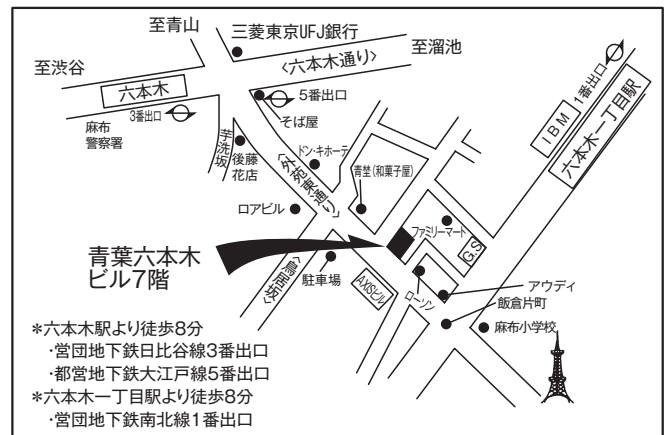 至青山
三菱東京UFJ銀行
〈六本木通り〉
至溜池
至渋谷
六本木
3番出口
麻布
警察署
5番出口
そば屋
芋洗坂
後藤
花店
ドン・キホーテ
〈外苑東通り〉
青埜(和菓子屋)
IBM
1番出口
六本木一丁目駅
ロアビル
ファミリーマート
G.S
青葉六本木
ビル7階
〈鳥居坂〉
駐車場
AXISビル
ローソン
アウディ
飯倉片町
麻布小学校
*六本木駅より徒歩8分
・営団地下鉄日比谷線3番出口
・都営地下鉄大江戸線5番出口
*六本木一丁目駅より徒歩8分
・営団地下鉄南北線1番出口